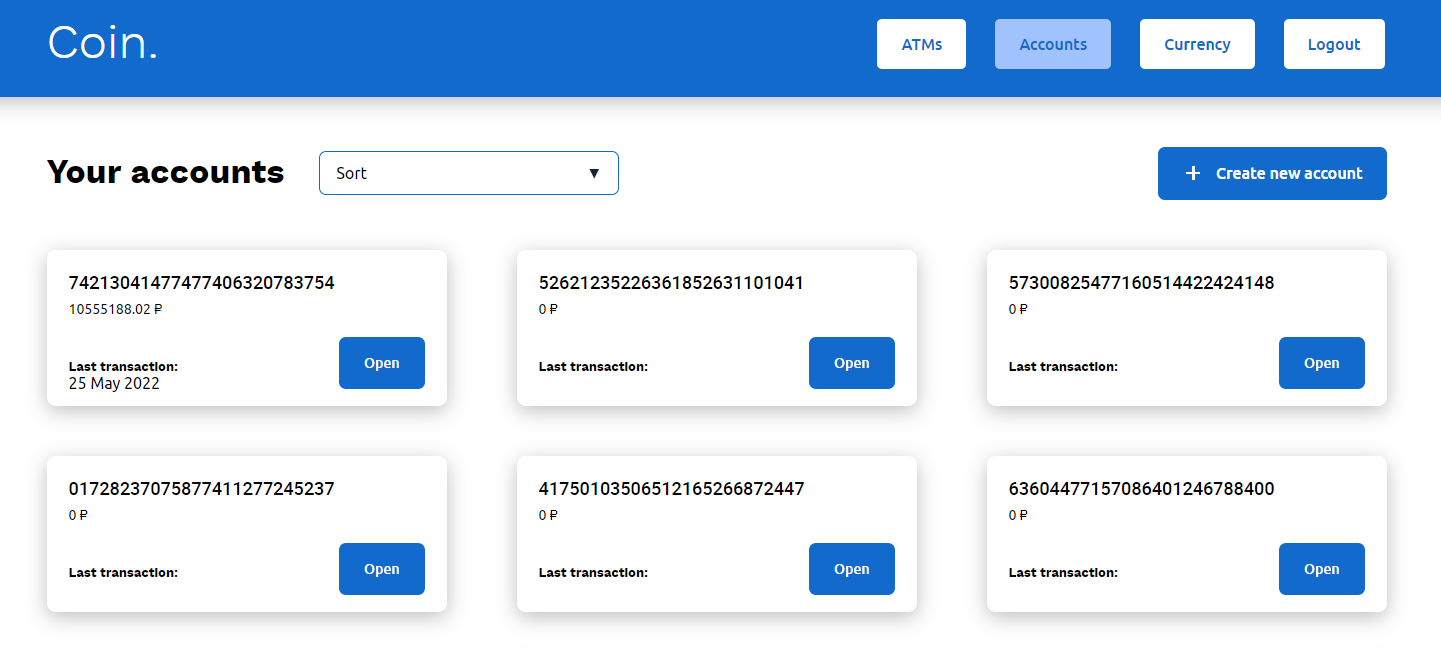 Coin.
ATMs
Accounts
Currency
Logout
Your accounts
Sort
Create new account
74213041477477406320783754
10555188.02 ₽
Last transaction:
25 May 2022
Open
52621235226361852631101041
0 ₽
Last transaction:
Open
57300825477160514422424148
0 ₽
Last transaction:
Open
01728237075877411277245237
0 ₽
Last transaction:
Open
41750103506512165266872447
0 ₽
Last transaction:
Open
63604477157086401246788400
0 ₽
Last transaction:
Open